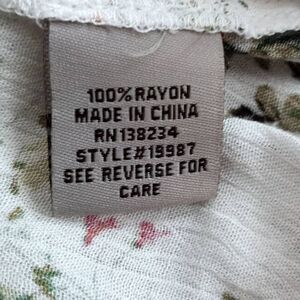 100% RAYON
MADE IN CHINA
RN138234
STYLE#19987
SEE REVERSE FOR
CARE